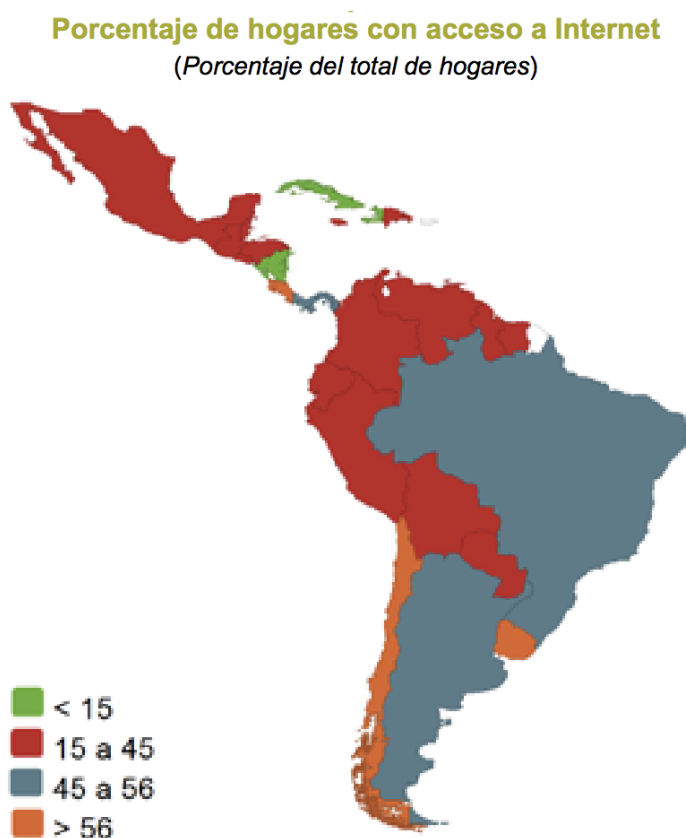 Porcentaje de hogares con acceso a Internet
(Porcentaje del total de hogares)
< 15
15 a 45
45 a 56
> 56